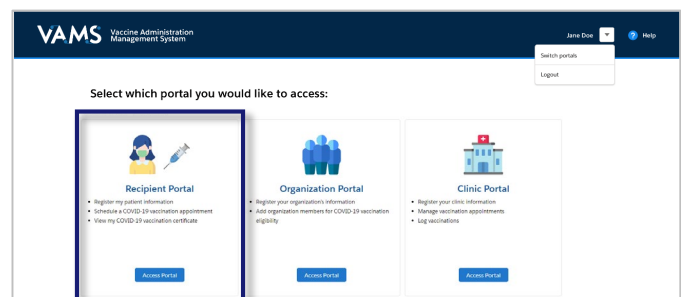 VAMS Vaccine Administration
Management System
Jane Doe
? Help
Switch portals
Logout
Select which portal you would like to access:
Recipient Portal
• Register my patient information
• Schedule a COVID-19 vaccination appointment
• View my COVID-19 vaccination certificate
Access Portal
Organization Portal
• Register your organization's information
• Add organization members for COVID-19 vaccination
eligibility
Access Portal
Clinic Portal
• Register your clinic information
• Manage vaccination appointments
• Log vaccinations
Access Portal